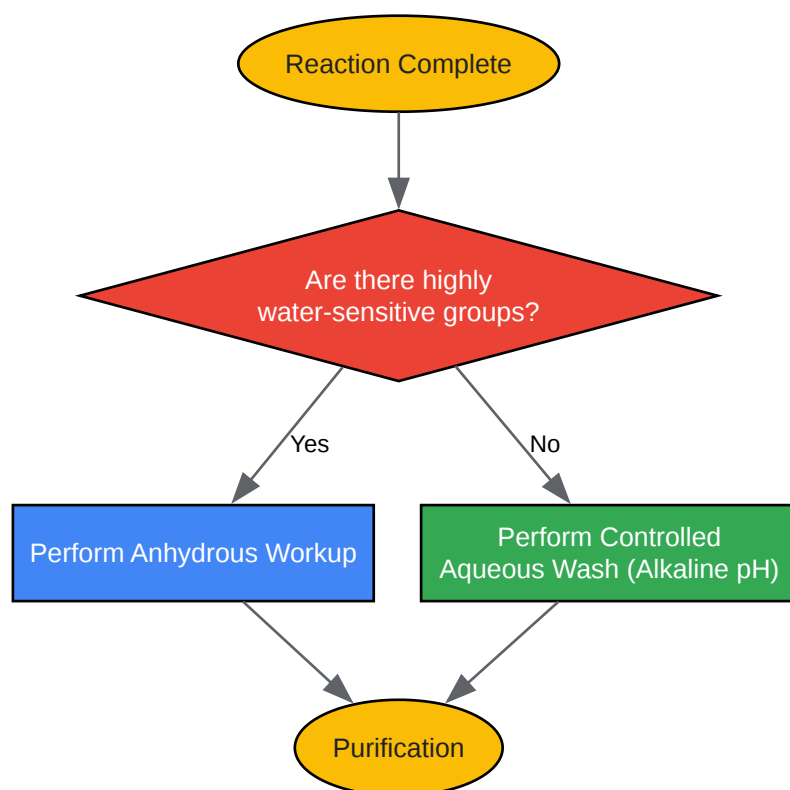 Reaction Complete
Are there highly
water-sensitive groups?
Yes
No
Perform Anhydrous Workup
Perform Controlled
Aqueous Wash (Alkaline pH)
Purification